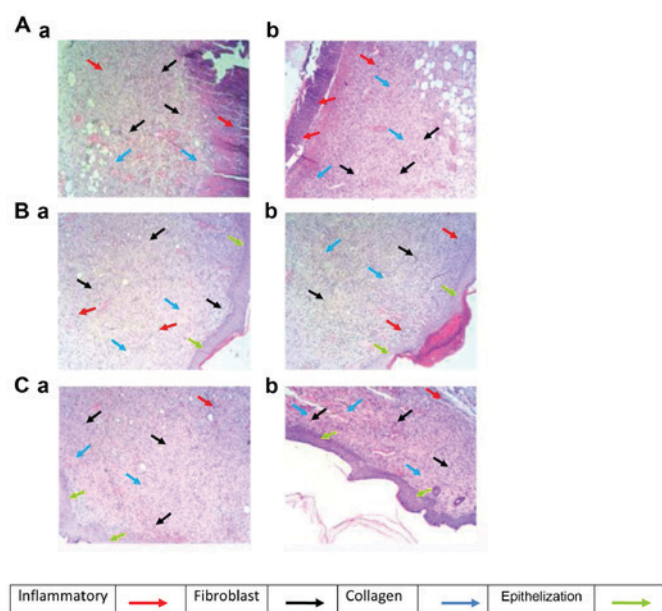 A a
b
B a
b
C a
b
Inflammatory Fibroblast Collagen Epithelization